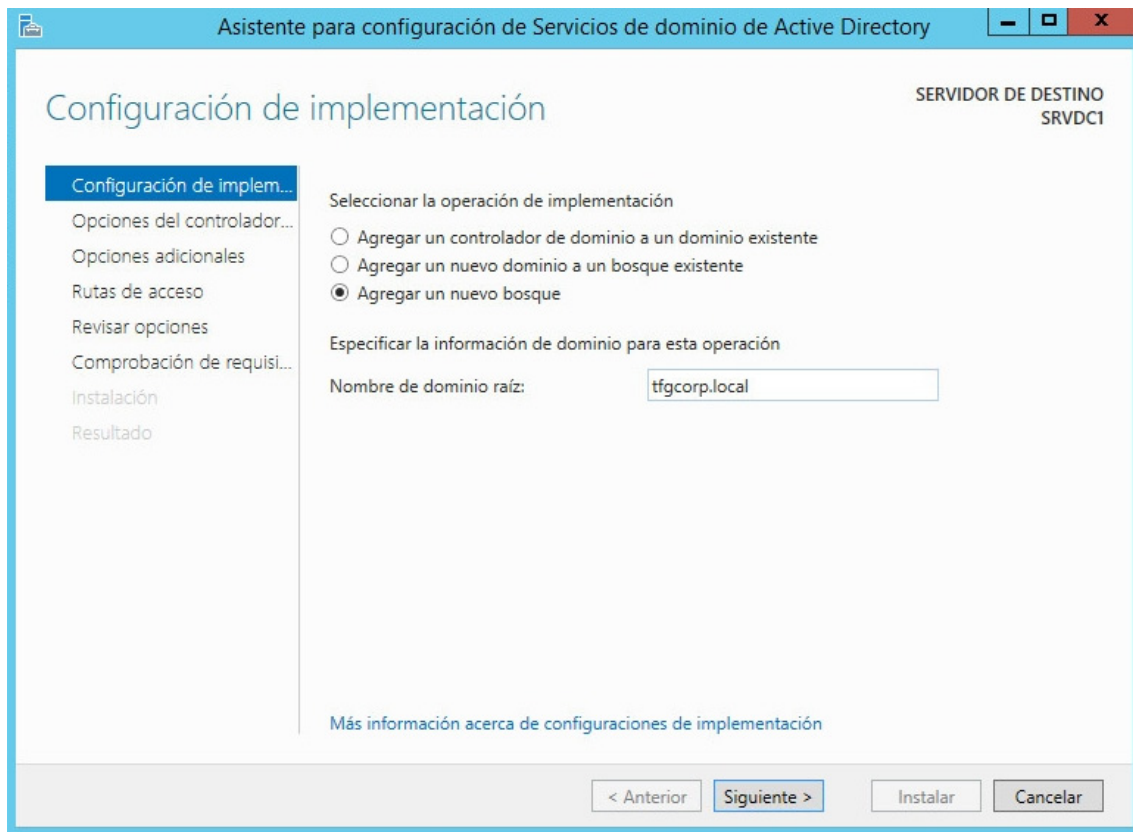 Asistente para configuración de Servicios de dominio de Active Directory
Configuración de implementación
SERVIDOR DE DESTINO
SRVDC1
Configuración de implem...
Opciones del controlador...
Opciones adicionales
Rutas de acceso
Revisar opciones
Comprobación de requisi...
Instalación
Resultado
Seleccionar la operación de implementación
Agregar un controlador de dominio a un dominio existente
Agregar un nuevo dominio a un bosque existente
Agregar un nuevo bosque
Especificar la información de dominio para esta operación
Nombre de dominio raíz: tfgcorp.local
Más información acerca de configuraciones de implementación
< Anterior Siguiente > Instalar Cancelar